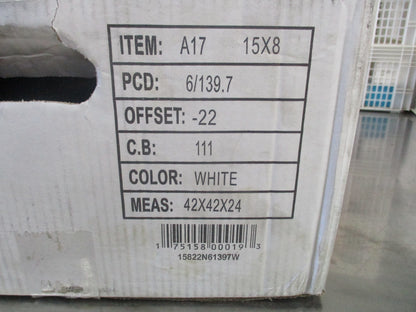 ITEM: A17 15X8
PCD: 6/139.7
OFFSET: -22
C.B: 111
COLOR: WHITE
MEAS: 42X42X24
1 75158 00019 3
15822N61397W